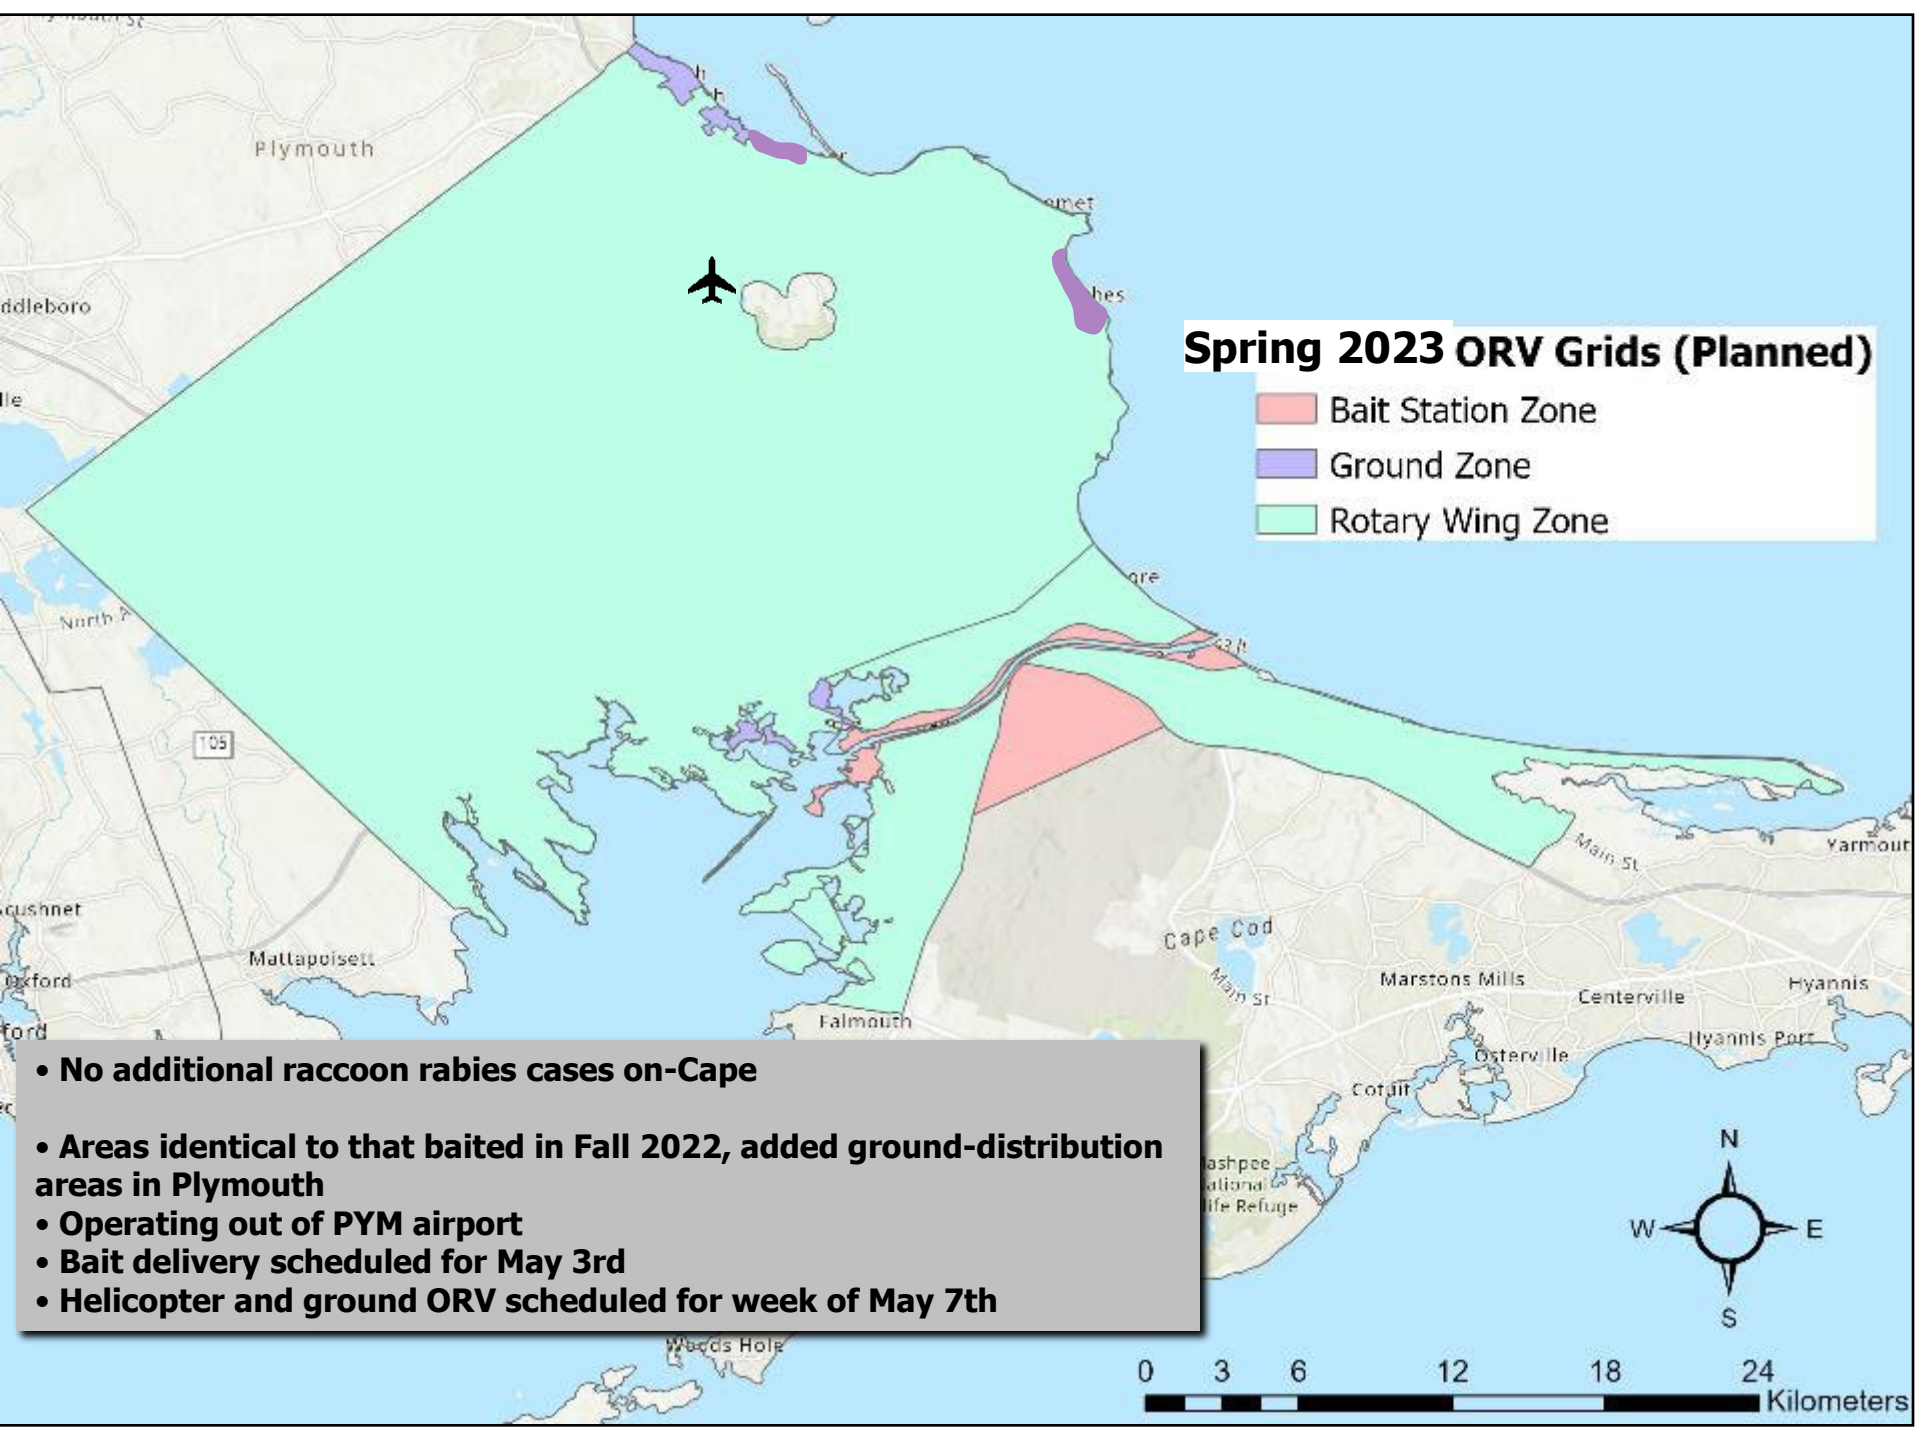 Plymouth
105
Mattapoisett
Falmouth
Cape Cod
Main St
Main St
Marstons Mills
Centerville
Hyannis
Hyannis Port
Osterville
Cotuit
Woods Hole
Spring 2023 ORV Grids (Planned)
Bait Station Zone
Ground Zone
Rotary Wing Zone
• No additional raccoon rabies cases on-Cape
• Areas identical to that baited in Fall 2022, added ground-distribution
areas in Plymouth
• Operating out of PYM airport
• Bait delivery scheduled for May 3rd
• Helicopter and ground ORV scheduled for week of May 7th
Life Refuge
N
W E
S
0 3 6 12 18 24
Kilometers